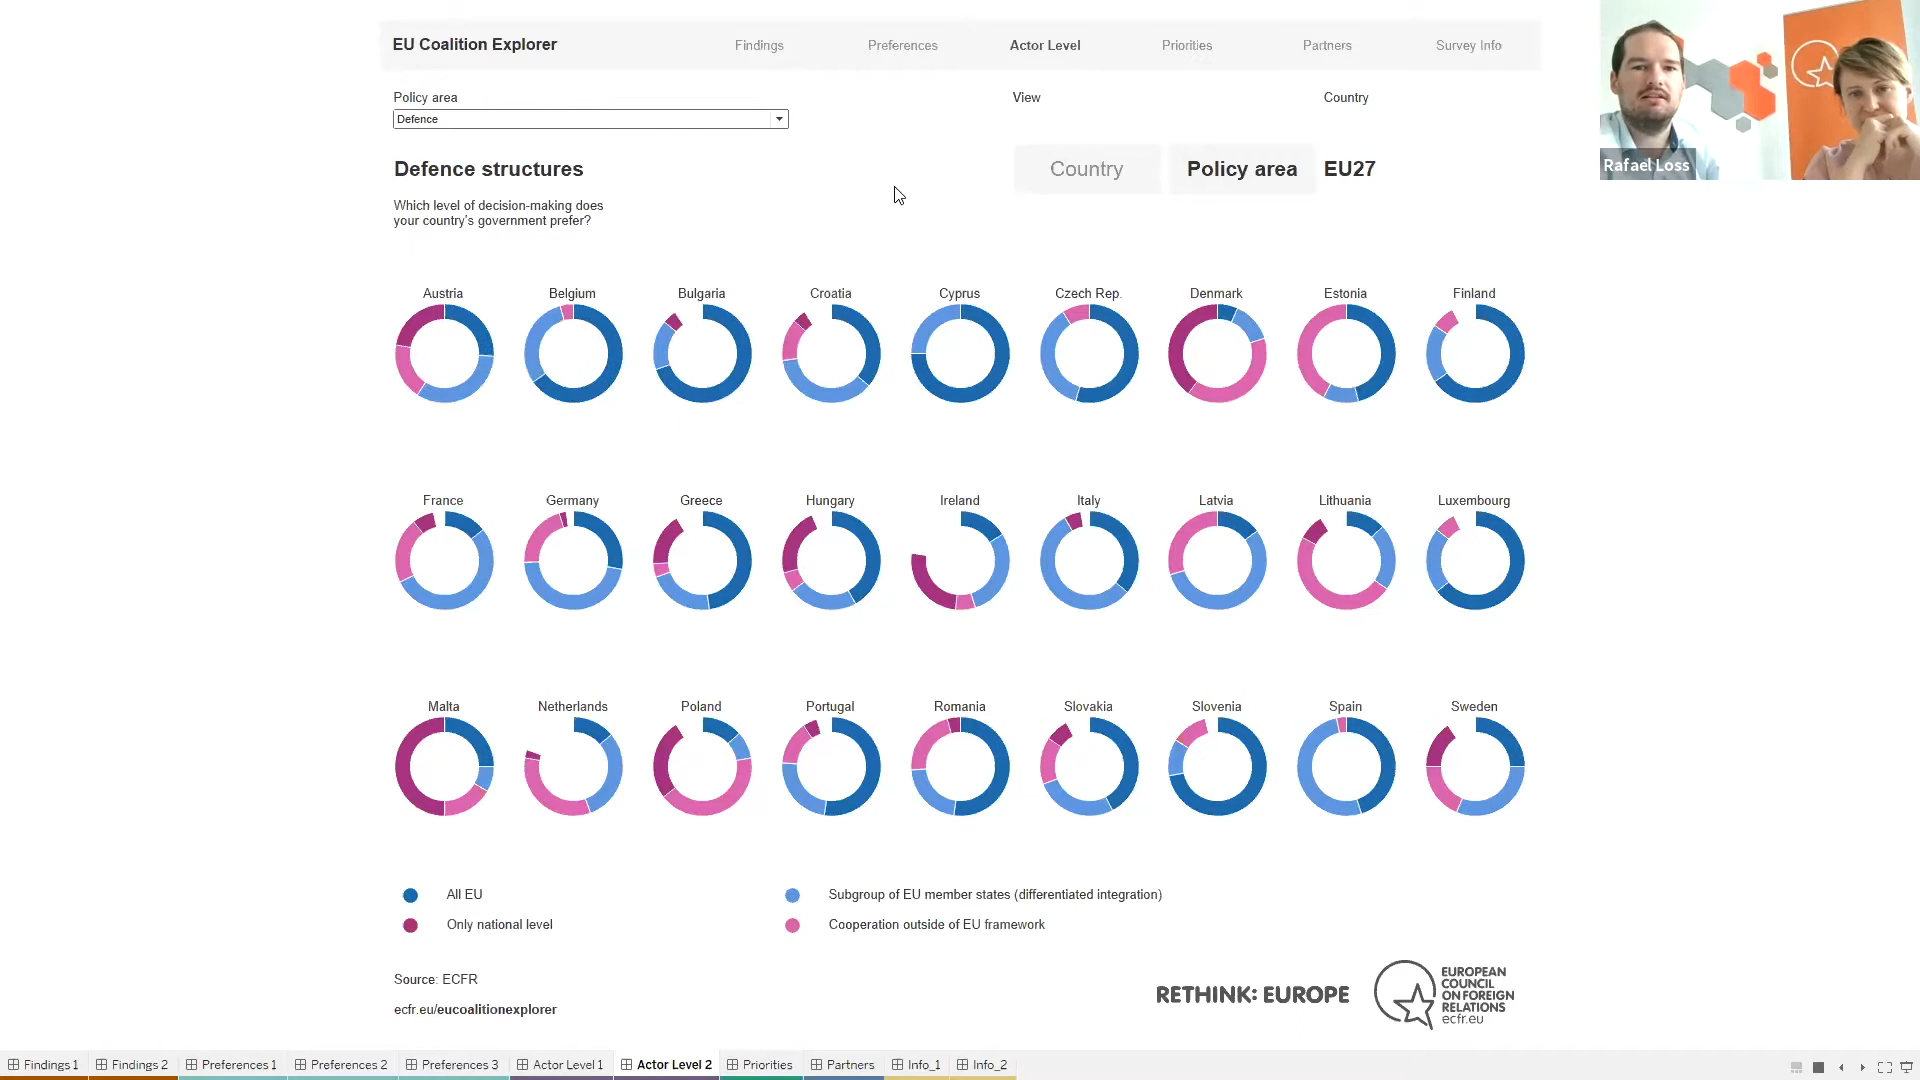 EU Coalition Explorer
Findings
Preferences
Actor Level
Priorities
Partners
Survey Info
Policy area
View
Country
Defence
Defence structures
Country
Policy area
EU27
Which level of decision-making does
your country's government prefer?
Rafael Loss
Austria
Belgium
Bulgaria
Croatia
Cyprus
Czech Rep.
Denmark
Estonia
Finland
France
Germany
Greece
Hungary
Ireland
Italy
Latvia
Lithuania
Luxembourg
Malta
Netherlands
Poland
Portugal
Romania
Slovakia
Slovenia
Spain
Sweden
All EU
Subgroup of EU member states (differentiated integration)
Only national level
Cooperation outside of EU framework
Source: ECFR
ecfr.eu/eucoalitionexplorer
RETHINK: EUROPE
EUROPEAN
COUNCIL
ON FOREIGN
RELATIONS
ecfr.eu
Findings 1
Findings 2
Preferences 1
Preferences 2
Preferences 3
Actor Level 1
Actor Level 2
Priorities
Partners
Info_1
Info_2